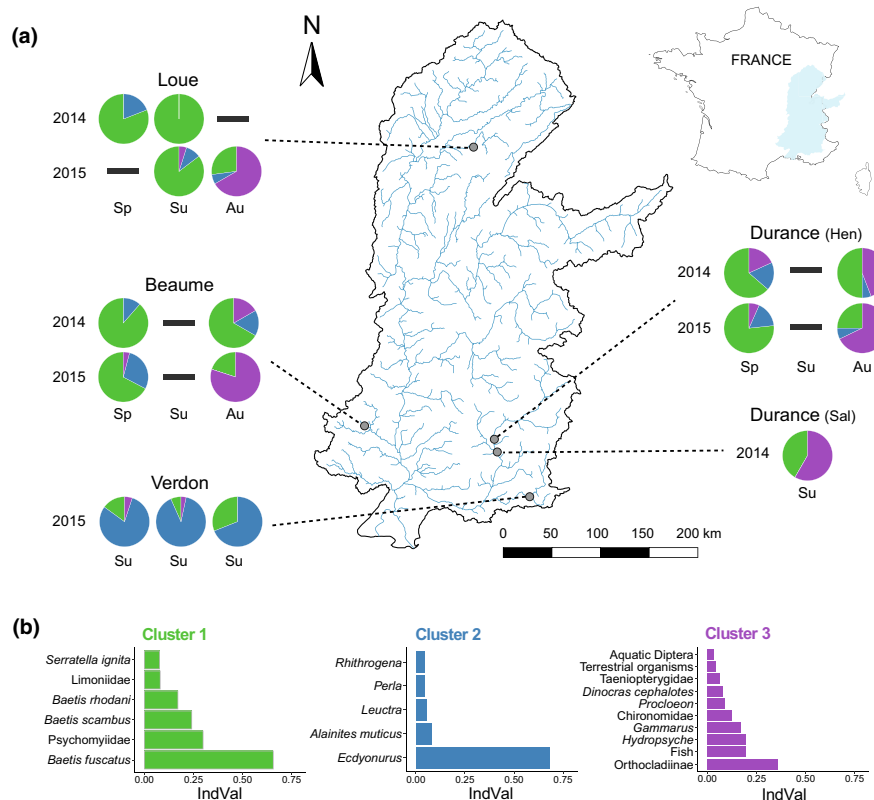 (a)
N
FRANCE
Loue
2014
2015
Sp Su Au
Beaume
2014
2015
Sp Su Au
Verdon
2015
Su Su Su
Durance (Hen)
2014
2015
Sp Su Au
Durance (Sal)
2014
Su
0 50 100 150 200 km
(b)
Cluster 1
Serratella ignita
Limoniidae
Baetis rhodani
Baetis scambus
Psychomyiidae
Baetis fuscatus
0.00 0.25 0.50 0.75
IndVal
Cluster 2
Rhithrogena
Perla
Leuctra
Alainites muticus
Ecdyonurus
0.00 0.25 0.50 0.75
IndVal
Cluster 3
Aquatic Diptera
Terrestrial organisms
Taeniopterygidae
Dinocras cephalotes
Procloeon
Chironomidae
Gammarus
Hydropsyche
Fish
Orthocladiinae
0.00 0.25 0.50 0.75
IndVal